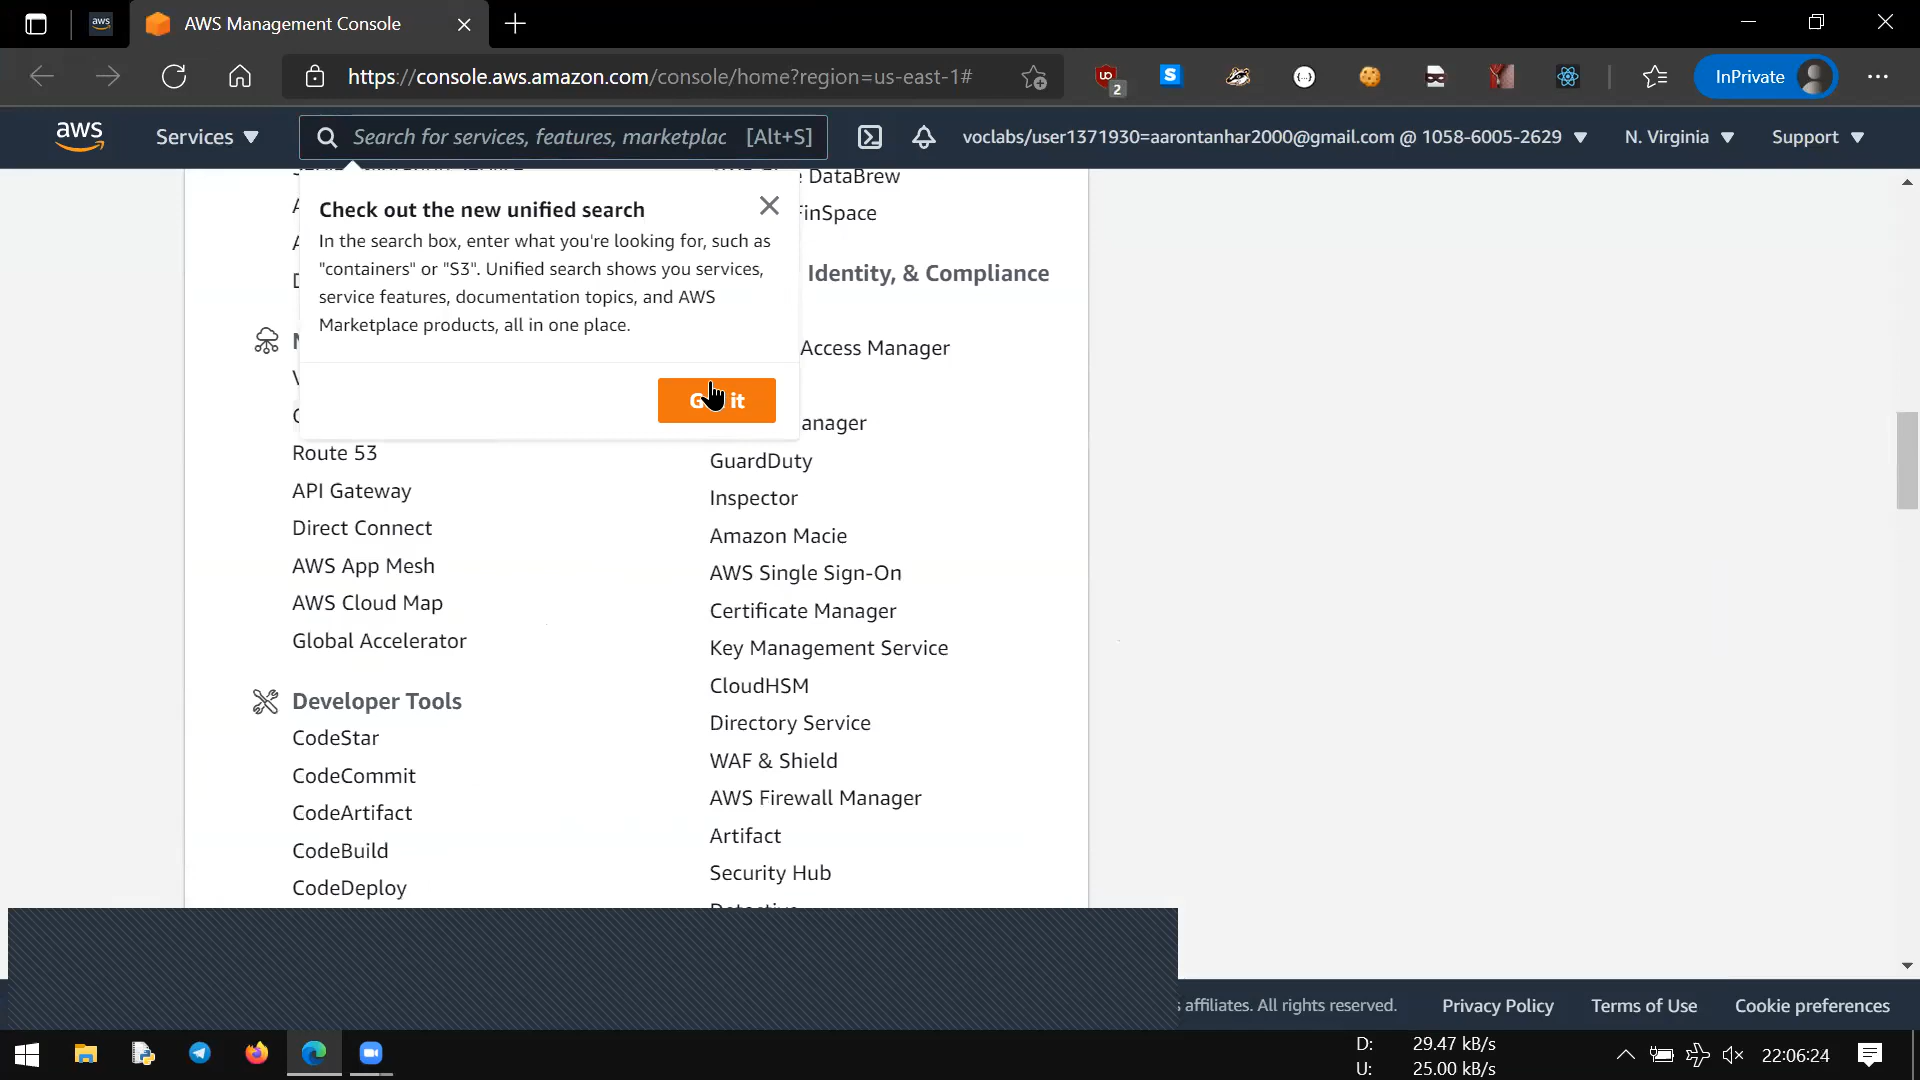 aws
AWS Management Console
https://console.aws.amazon.com/console/home?region=us-east-1#
2
InPrivate
aws
Services
Search for services, features, marketplac
[Alt+S]
voclabs/user1371930=aarontanhar2000@gmail.com @ 1058-6005-2629
N. Virginia
Support
Check out the new unified search
In the search box, enter what you're looking for, such as
"containers" or "S3". Unified search shows you services,
service features, documentation topics, and AWS
Marketplace products, all in one place.
Route 53
API Gateway
Direct Connect
AWS App Mesh
AWS Cloud Map
Global Accelerator
Developer Tools
CodeStar
CodeCommit
CodeArtifact
CodeBuild
CodeDeploy
DataBrew
FinSpace
Identity, & Compliance
Access Manager
anager
GuardDuty
Inspector
Amazon Macie
AWS Single Sign-On
Certificate Manager
Key Management Service
CloudHSM
Directory Service
WAF & Shield
AWS Firewall Manager
Artifact
Security Hub
affiliates. All rights reserved.
Privacy Policy
Terms of Use
Cookie preferences
D: 29.47 kB/s
U: 25.00 kB/s
22:06:24